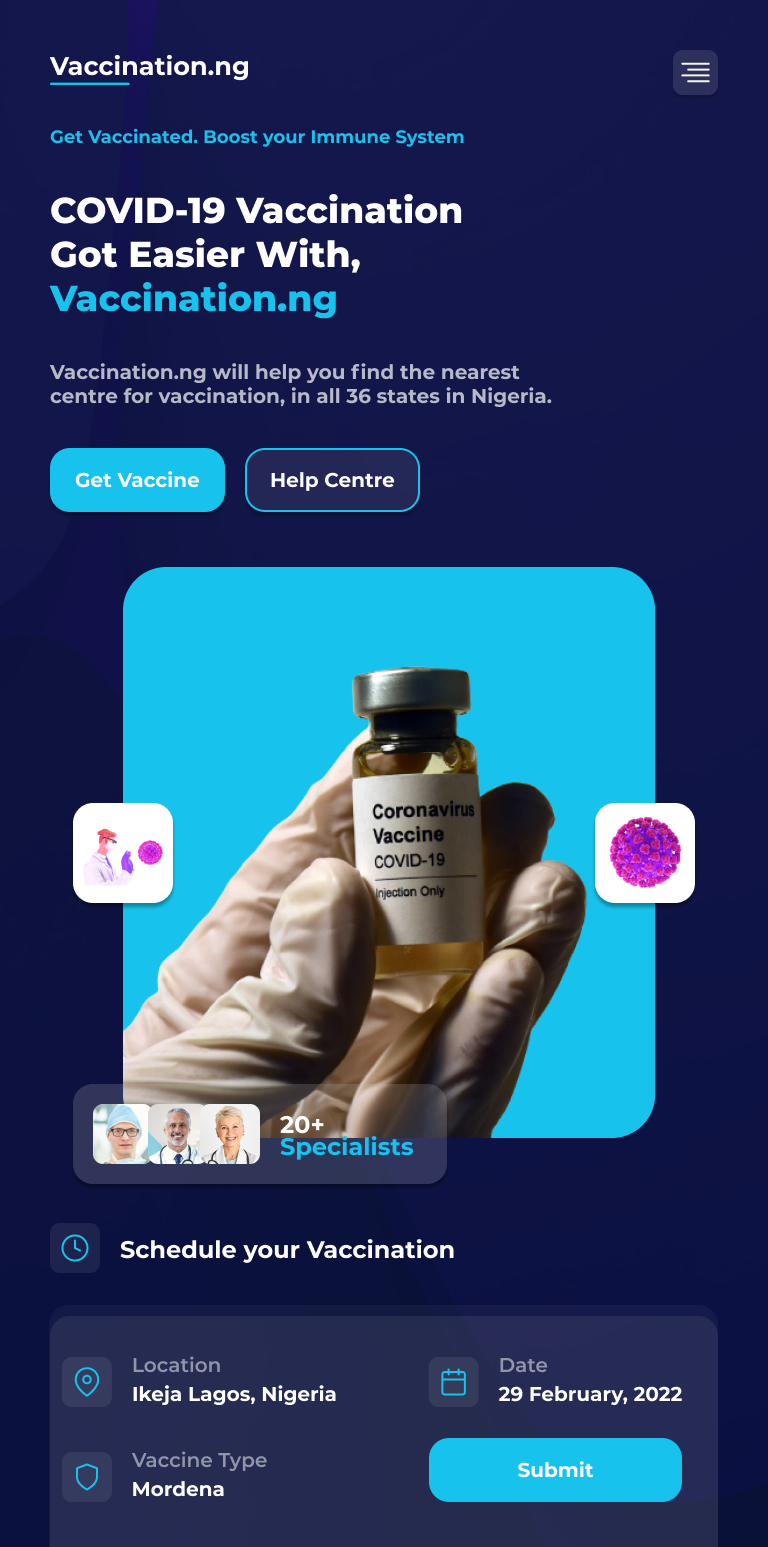 Vaccination.ng
Get Vaccinated. Boost your Immune System
COVID-19 Vaccination
Got Easier With,
Vaccination.ng
Vaccination.ng will help you find the nearest
centre for vaccination, in all 36 states in Nigeria.
Get Vaccine
Help Centre
Coronavirus
Vaccine
COVID-19
Injection Only
20+
Specialists
Schedule your Vaccination
Location
Ikeja Lagos, Nigeria
Date
29 February, 2022
Vaccine Type
Mordena
Submit